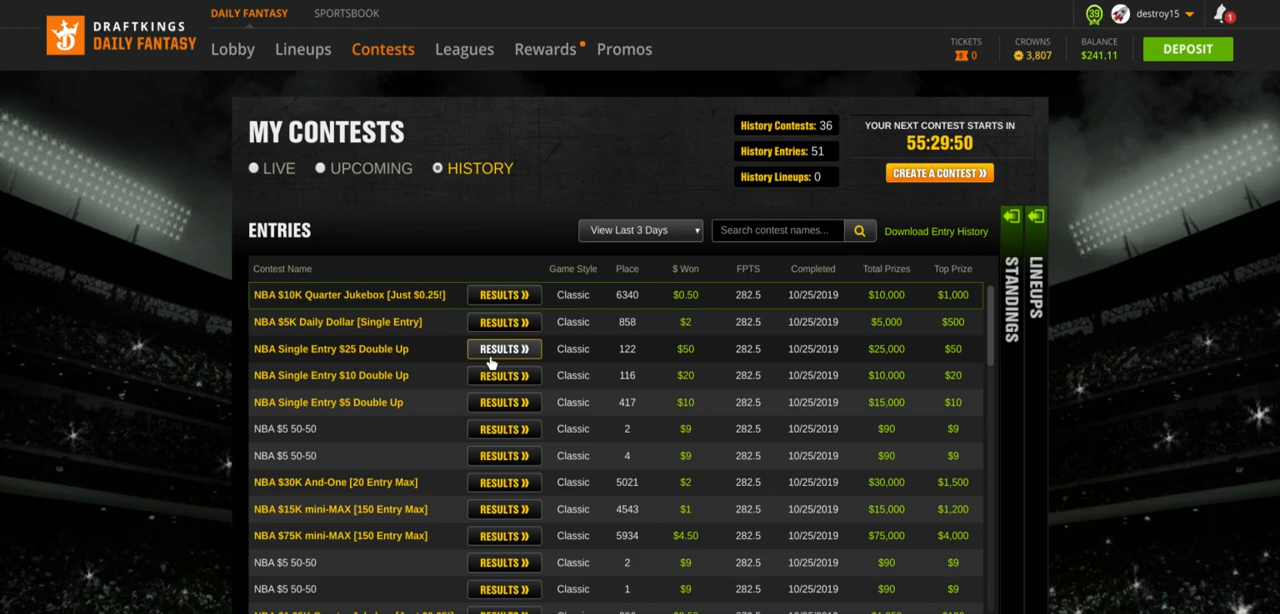 DAILY FANTASY SPORTSBOOK
39 destroy15 1
DRAFTKINGS
DAILY FANTASY
Lobby Lineups Contests Leagues Rewards Promos
TICKETS CROWNS BALANCE
0 3,807 $241.11
DEPOSIT
MY CONTESTS
LIVE UPCOMING HISTORY
History Contests: 36
History Entries: 51
History Lineups: 0
YOUR NEXT CONTEST STARTS IN
55:29:50
CREATE A CONTEST »
ENTRIES
View Last 3 Days Search contest names... Download Entry History
STANDINGS
LINEUPS
Contest Name Game Style Place $ Won FPTS Completed Total Prizes Top Prize
NBA $10K Quarter Jukebox [Just $0.25!] RESULTS » Classic 6340 $0.50 282.5 10/25/2019 $10,000 $1,000
NBA $5K Daily Dollar [Single Entry] RESULTS » Classic 858 $2 282.5 10/25/2019 $5,000 $500
NBA Single Entry $25 Double Up RESULTS » Classic 122 $50 282.5 10/25/2019 $25,000 $50
NBA Single Entry $10 Double Up RESULTS » Classic 116 $20 282.5 10/25/2019 $10,000 $20
NBA Single Entry $5 Double Up RESULTS » Classic 417 $10 282.5 10/25/2019 $15,000 $10
NBA $5 50-50 RESULTS » Classic 2 $9 282.5 10/25/2019 $90 $9
NBA $5 50-50 RESULTS » Classic 4 $9 282.5 10/25/2019 $90 $9
NBA $30K And-One [20 Entry Max] RESULTS » Classic 5021 $2 282.5 10/25/2019 $30,000 $1,500
NBA $15K mini-MAX [150 Entry Max] RESULTS » Classic 4543 $1 282.5 10/25/2019 $15,000 $1,200
NBA $75K mini-MAX [150 Entry Max] RESULTS » Classic 5934 $4.50 282.5 10/25/2019 $75,000 $4,000
NBA $5 50-50 RESULTS » Classic 2 $9 282.5 10/25/2019 $90 $9
NBA $5 50-50 RESULTS » Classic 1 $9 282.5 10/25/2019 $90 $9